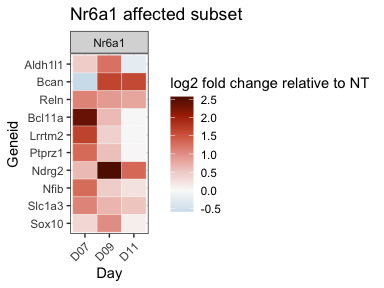 Nr6a1 affected subset
Nr6a1
Geneid
Aldh1l1
Bcan
Reln
Bcl11a
Lrrtm2
Ptprz1
Ndrg2
Nfib
Slc1a3
Sox10
D07
D09
D11
Day
log2 fold change relative to NT
2.5
2.0
1.5
1.0
0.5
0.0
-0.5